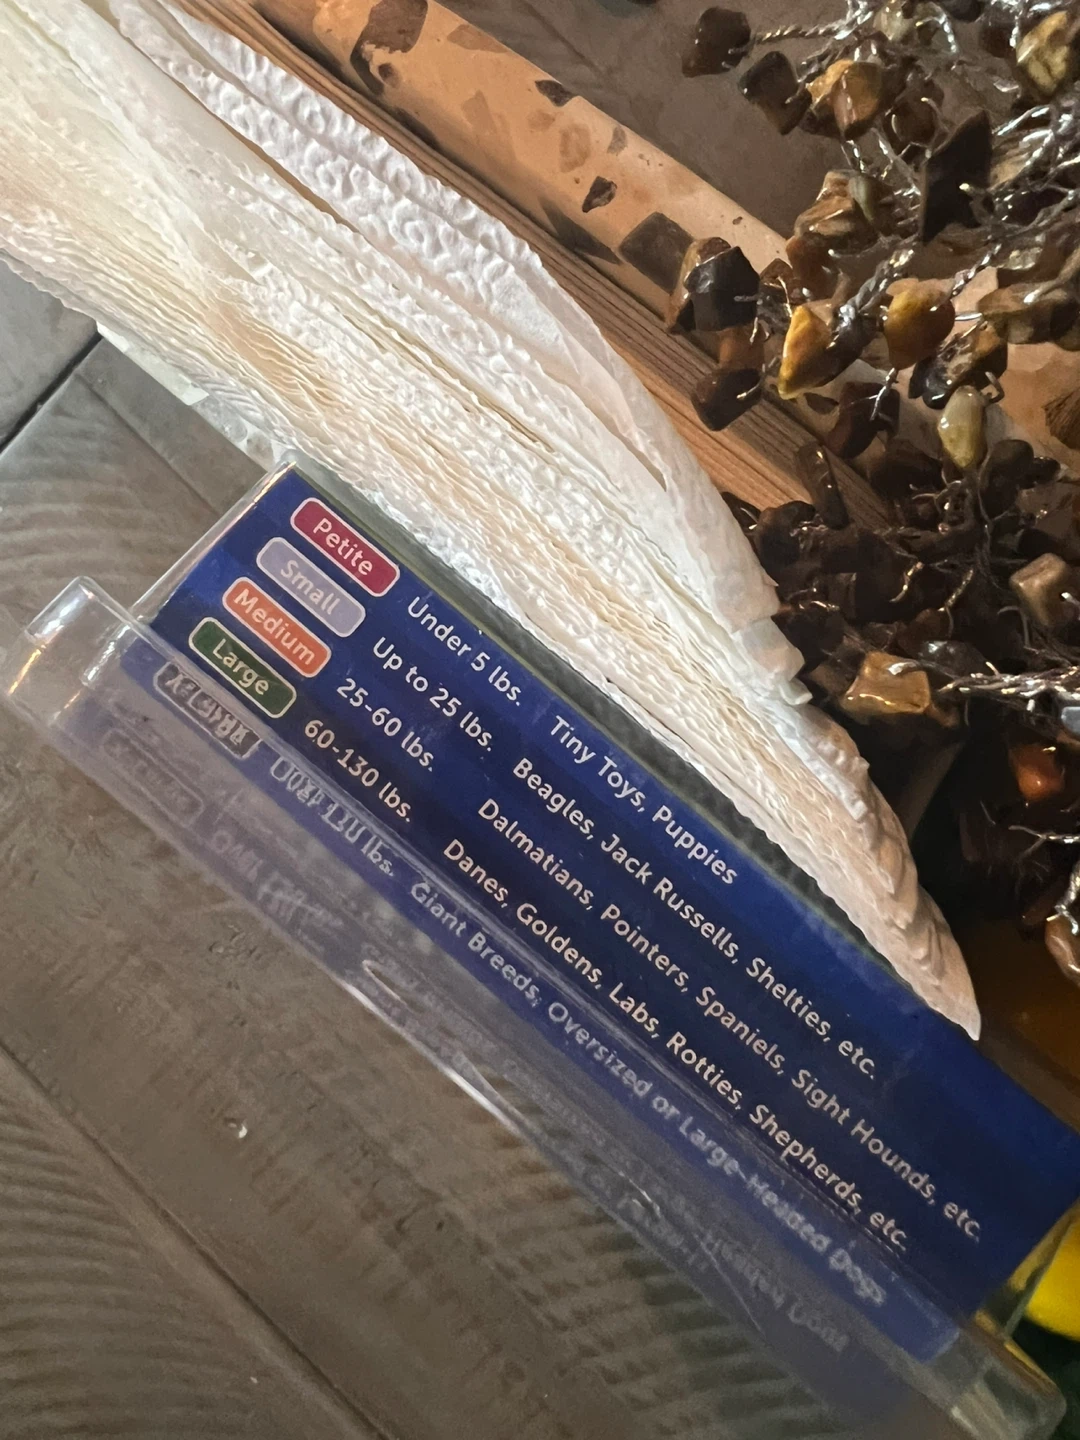 Petite Under 5 lbs. Tiny Toys, Puppies
Small Up to 25 lbs. Beagles, Jack Russells, Shelties, etc.
Medium 25-60 lbs. Dalmatians, Pointers, Spaniels, Sight Hounds, etc.
Large 60-130 lbs. Danes, Goldens, Labs, Rotties, Shepherds, etc.
lbs. Giant Breeds, Oversized or Large-Headed Dogs